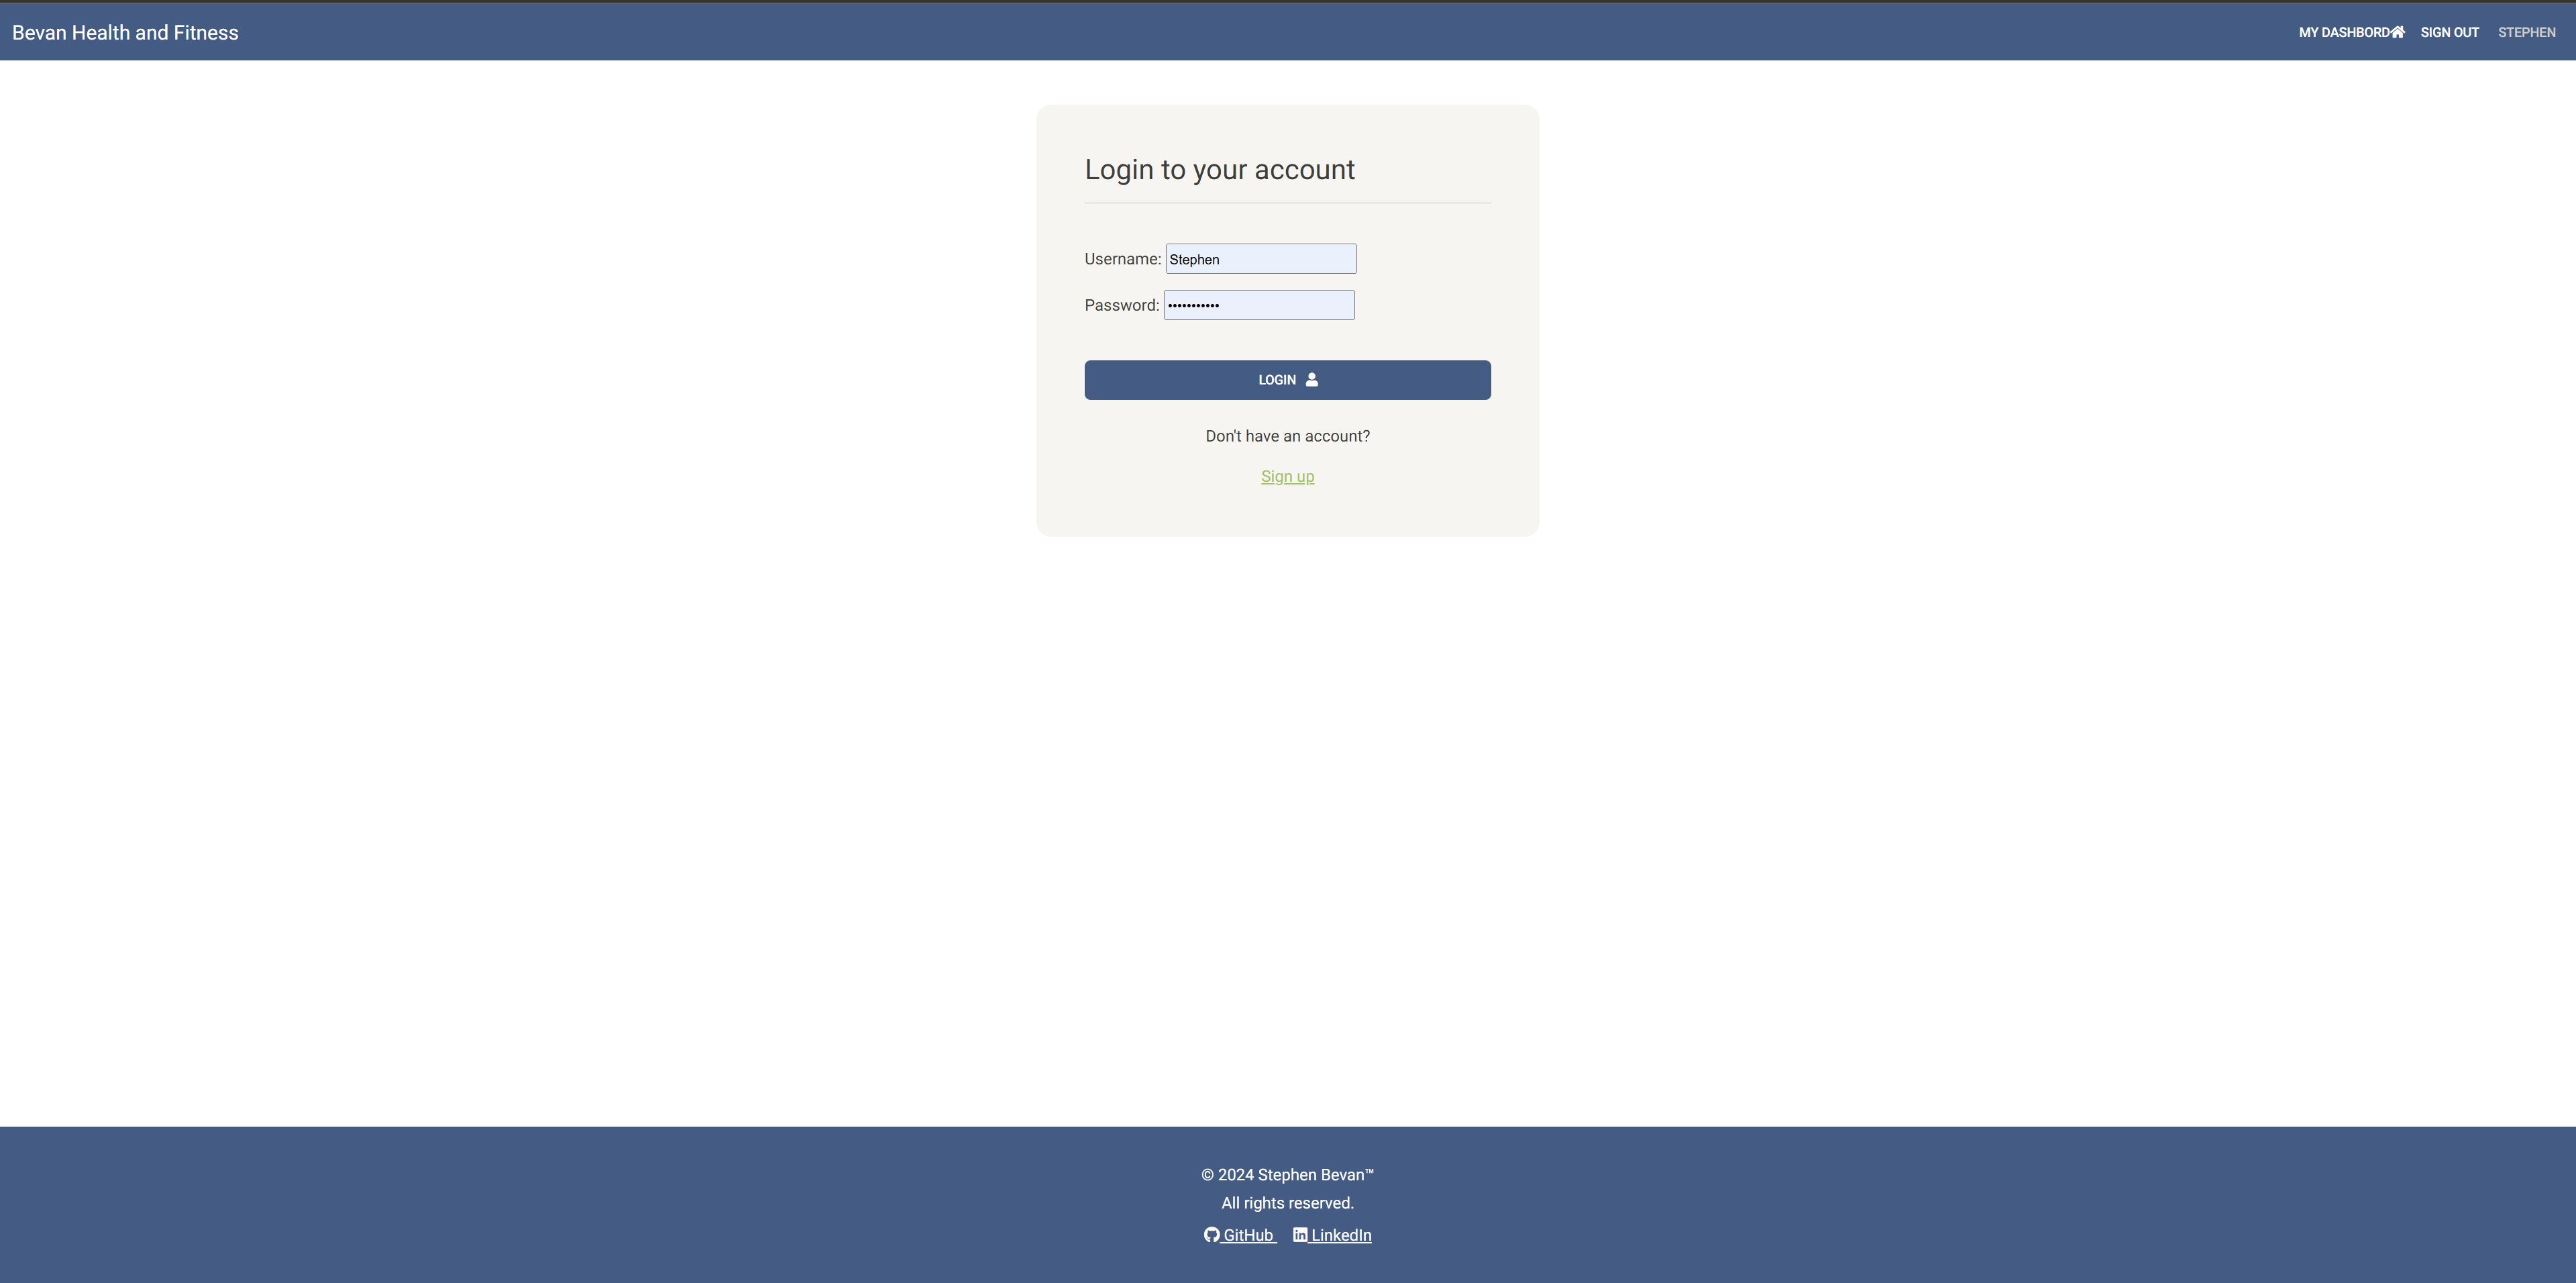 Bevan Health and Fitness
MY DASHBORD SIGN OUT STEPHEN
Login to your account
Username: Stephen
Password: •••••••••••
LOGIN
Don't have an account?
Sign up
© 2024 Stephen Bevan™
All rights reserved.
GitHub LinkedIn